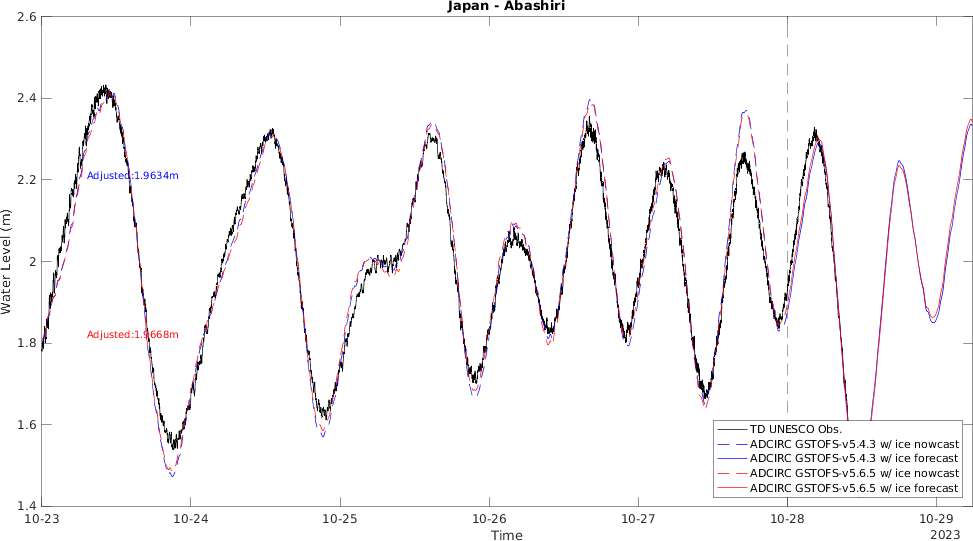 Japan - Abashiri
2.6
2.4
2.2
2
1.8
1.6
1.4
Water Level (m)
Adjusted:1.9634m
Adjusted:1.9668m
TD UNESCO Obs.
ADCIRC GSTOFS-v5.4.3 w/ ice nowcast
ADCIRC GSTOFS-v5.4.3 w/ ice forecast
ADCIRC GSTOFS-v5.6.5 w/ ice nowcast
ADCIRC GSTOFS-v5.6.5 w/ ice forecast
10-23 10-24 10-25 10-26 10-27 10-28 10-29
Time
2023